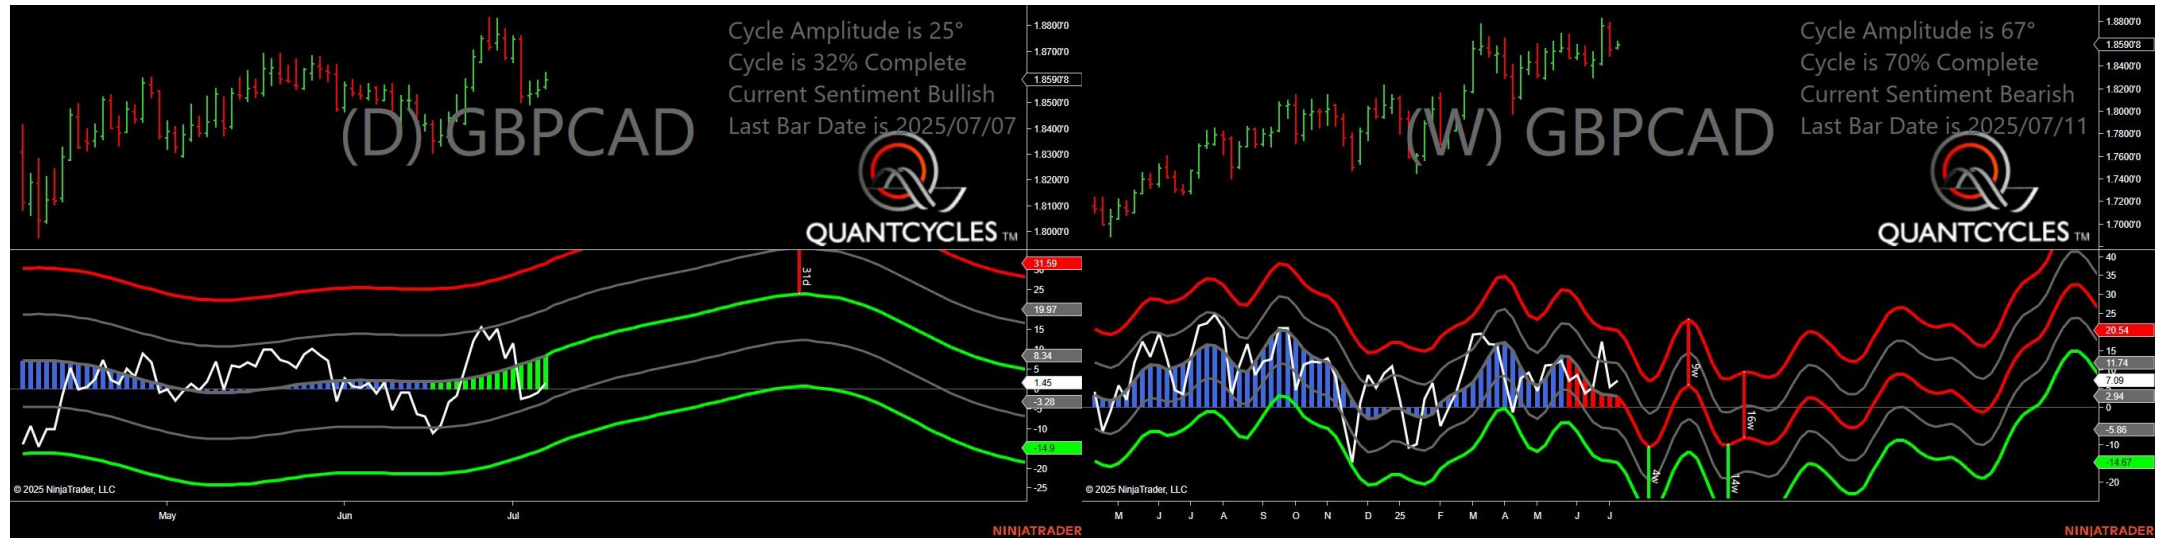 Cycle Amplitude is 25°
Cycle is 32% Complete
Current Sentiment Bullish
Last Bar Date is 2025/07/07
(D) GBPCAD
QUANTCYCLES TM
1.8800'0
1.8700'0
1.8590'8
1.8500'0
1.8400'0
1.8300'0
1.8200'0
1.8100'0
1.8000'0
31d
31.59
25
19.97
15
8.34
5
1.45
-3.28
-10
-14.9
-20
-25
© 2025 NinjaTrader, LLC
May
Jun
Jul
NINJATRADER
Cycle Amplitude is 67°
Cycle is 70% Complete
Current Sentiment Bearish
Last Bar Date is 2025/07/11
(W) GBPCAD
QUANTCYCLES TM
1.8800'0
1.8590'8
1.8400'0
1.8200'0
1.8000'0
1.7800'0
1.7600'0
1.7400'0
1.7200'0
1.7000'0
9w
16w
4w
14w
40
35
30
25
20.54
15
11.74
7.09
2.94
0
-5.86
-10
-14.67
-20
© 2025 NinjaTrader, LLC
M
J
J
A
S
O
N
D
25
F
M
A
M
J
J
NINJATRADER